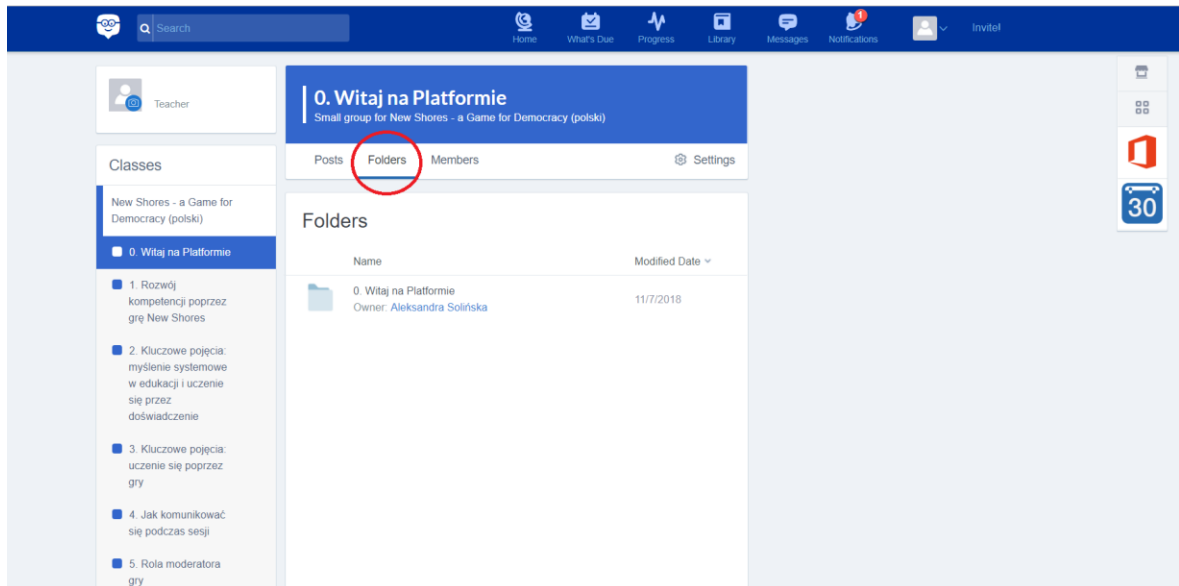 Search
Home
What's Due
Progress
Library
Messages
1
Notifications
Invite!
Teacher
Classes
New Shores - a Game for
Democracy (polski)
0. Witaj na Platformie
1. Rozwój
kompetencji poprzez
grę New Shores
2. Kluczowe pojęcia:
myślenie systemowe
w edukacji i uczenie
się przez
doświadczenie
3. Kluczowe pojęcia:
uczenie się poprzez
gry
4. Jak komunikować
się podczas sesji
5. Rola moderatora
gry
0. Witaj na Platformie
Small group for New Shores - a Game for Democracy (polski)
Posts Folders Members Settings
Folders
Name Modified Date
0. Witaj na Platformie
Owner: Aleksandra Solińska
11/7/2018
30